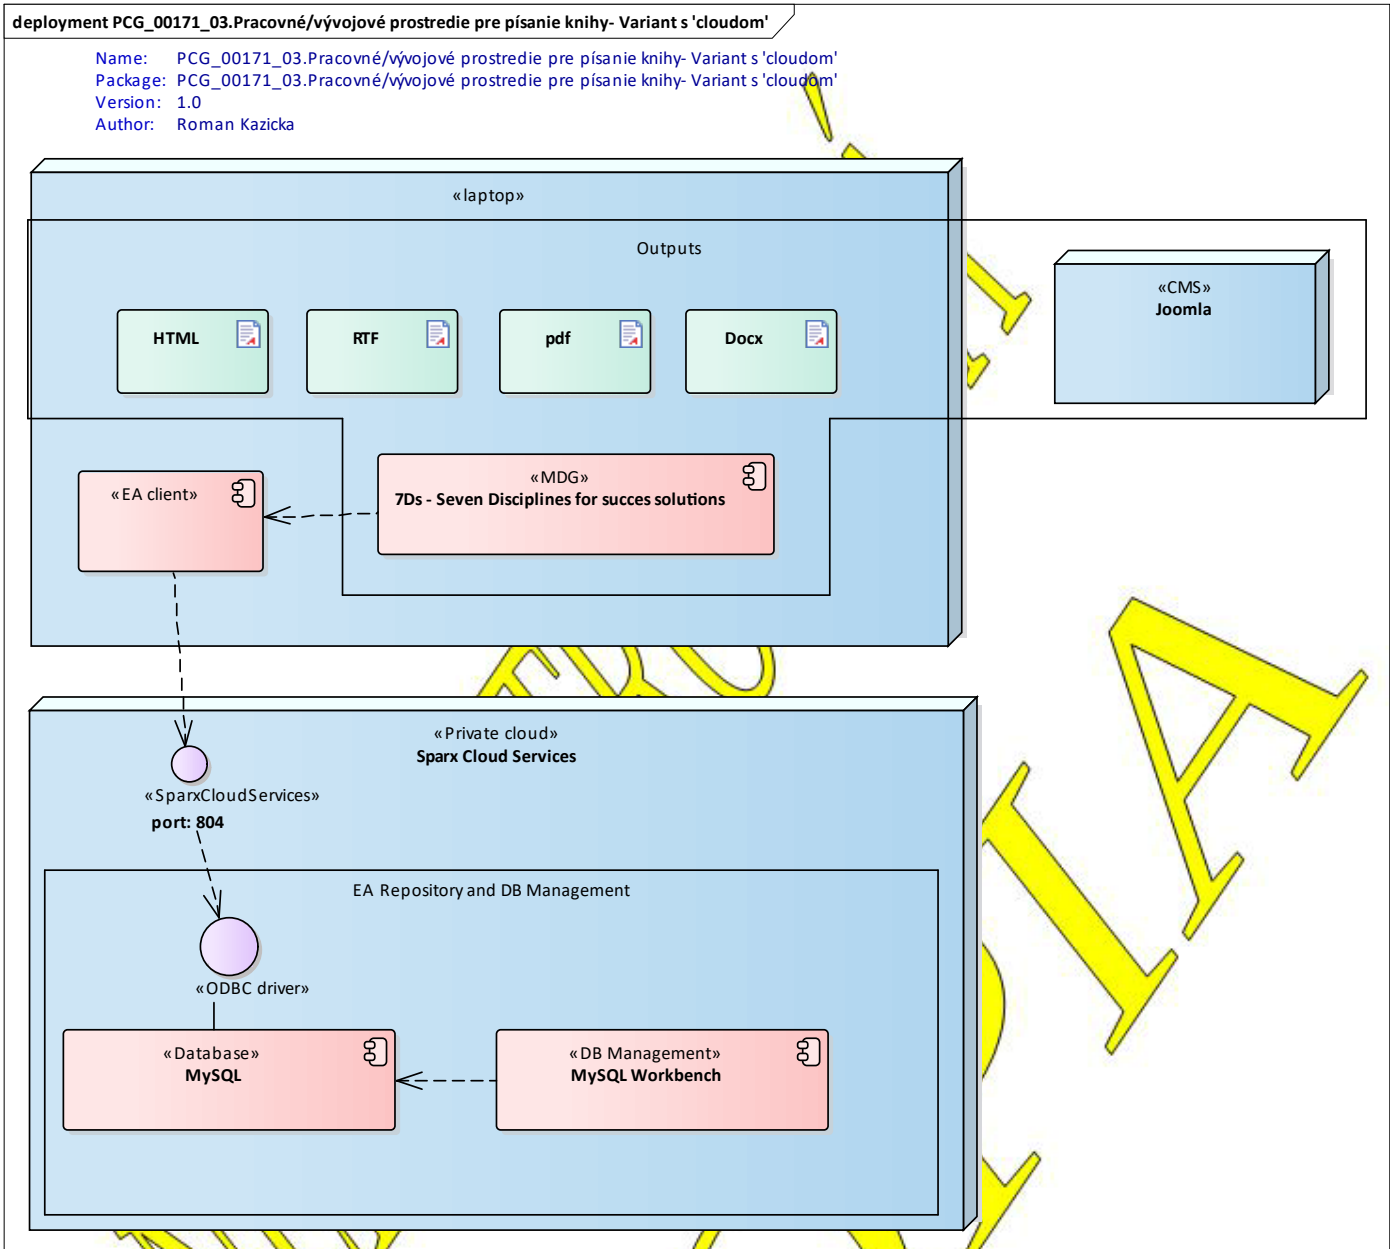 deployment PCG_00171_03.Pracovné/vývojové prostredie pre písanie knihy- Variant s 'cloudom'
Name: PCG_00171_03.Pracovné/vývojové prostredie pre písanie knihy- Variant s 'cloudom'
Package: PCG_00171_03.Pracovné/vývojové prostredie pre písanie knihy- Variant s 'cloudom'
Version: 1.0
Author: Roman Kazicka
«laptop»
Outputs
«CMS»
Joomla
HTML
RTF
pdf
Docx
«EA client»
«MDG»
7Ds - Seven Disciplines for succes solutions
«Private cloud»
Sparx Cloud Services
«SparxCloudServices»
port: 804
EA Repository and DB Management
«ODBC driver»
«Database»
MySQL
«DB Management»
MySQL Workbench